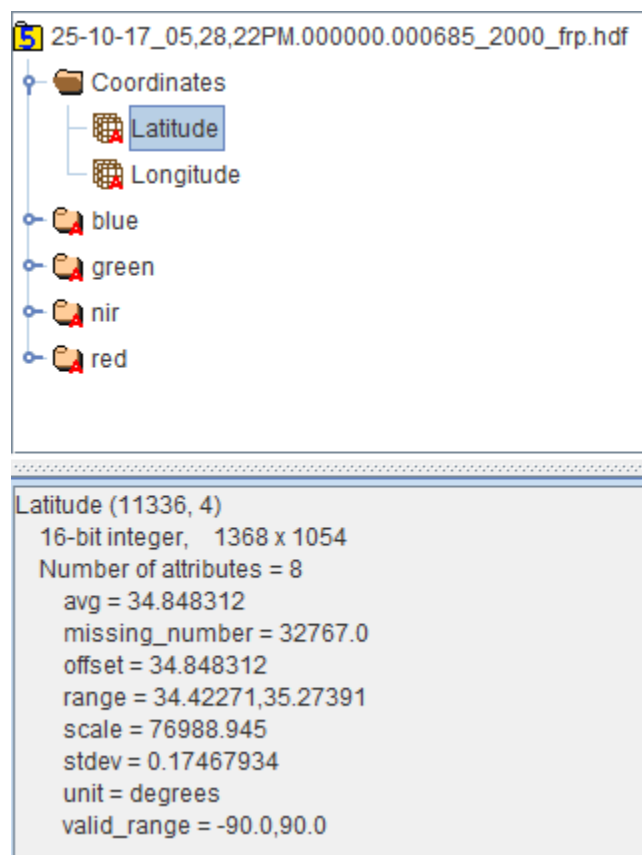 25-10-17_05,28,22PM.000000.000685_2000_frp.hdf
Coordinates
Latitude
Longitude
blue
green
nir
red
Latitude (11336, 4)
16-bit integer,    1368 x 1054
Number of attributes = 8
avg = 34.848312
missing_number = 32767.0
offset = 34.848312
range = 34.42271,35.27391
scale = 76988.945
stdev = 0.17467934
unit = degrees
valid_range = -90.0,90.0